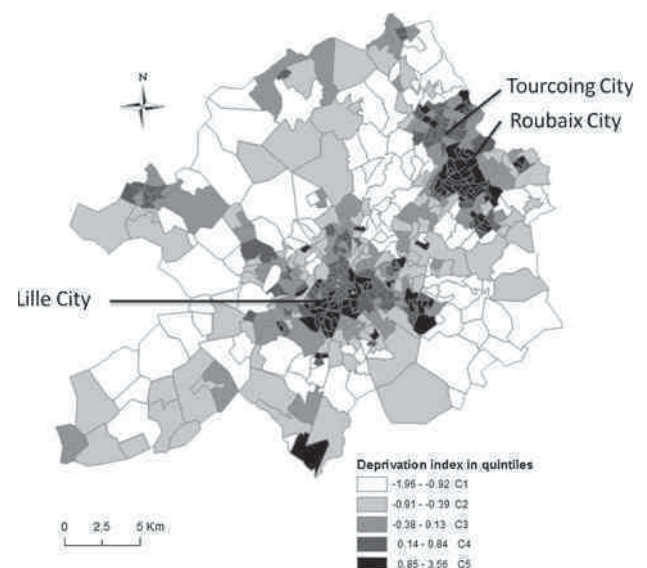 N
Tourcoing City
Roubaix City
Lille City
Deprivation index in quintiles
-1.96 - -0.92 C1
-0.91 - -0.39 C2
-0.38 - 0.13 C3
0.14 - 0.84 C4
0.85 - 3.56 C5
0 2.5 5 Km